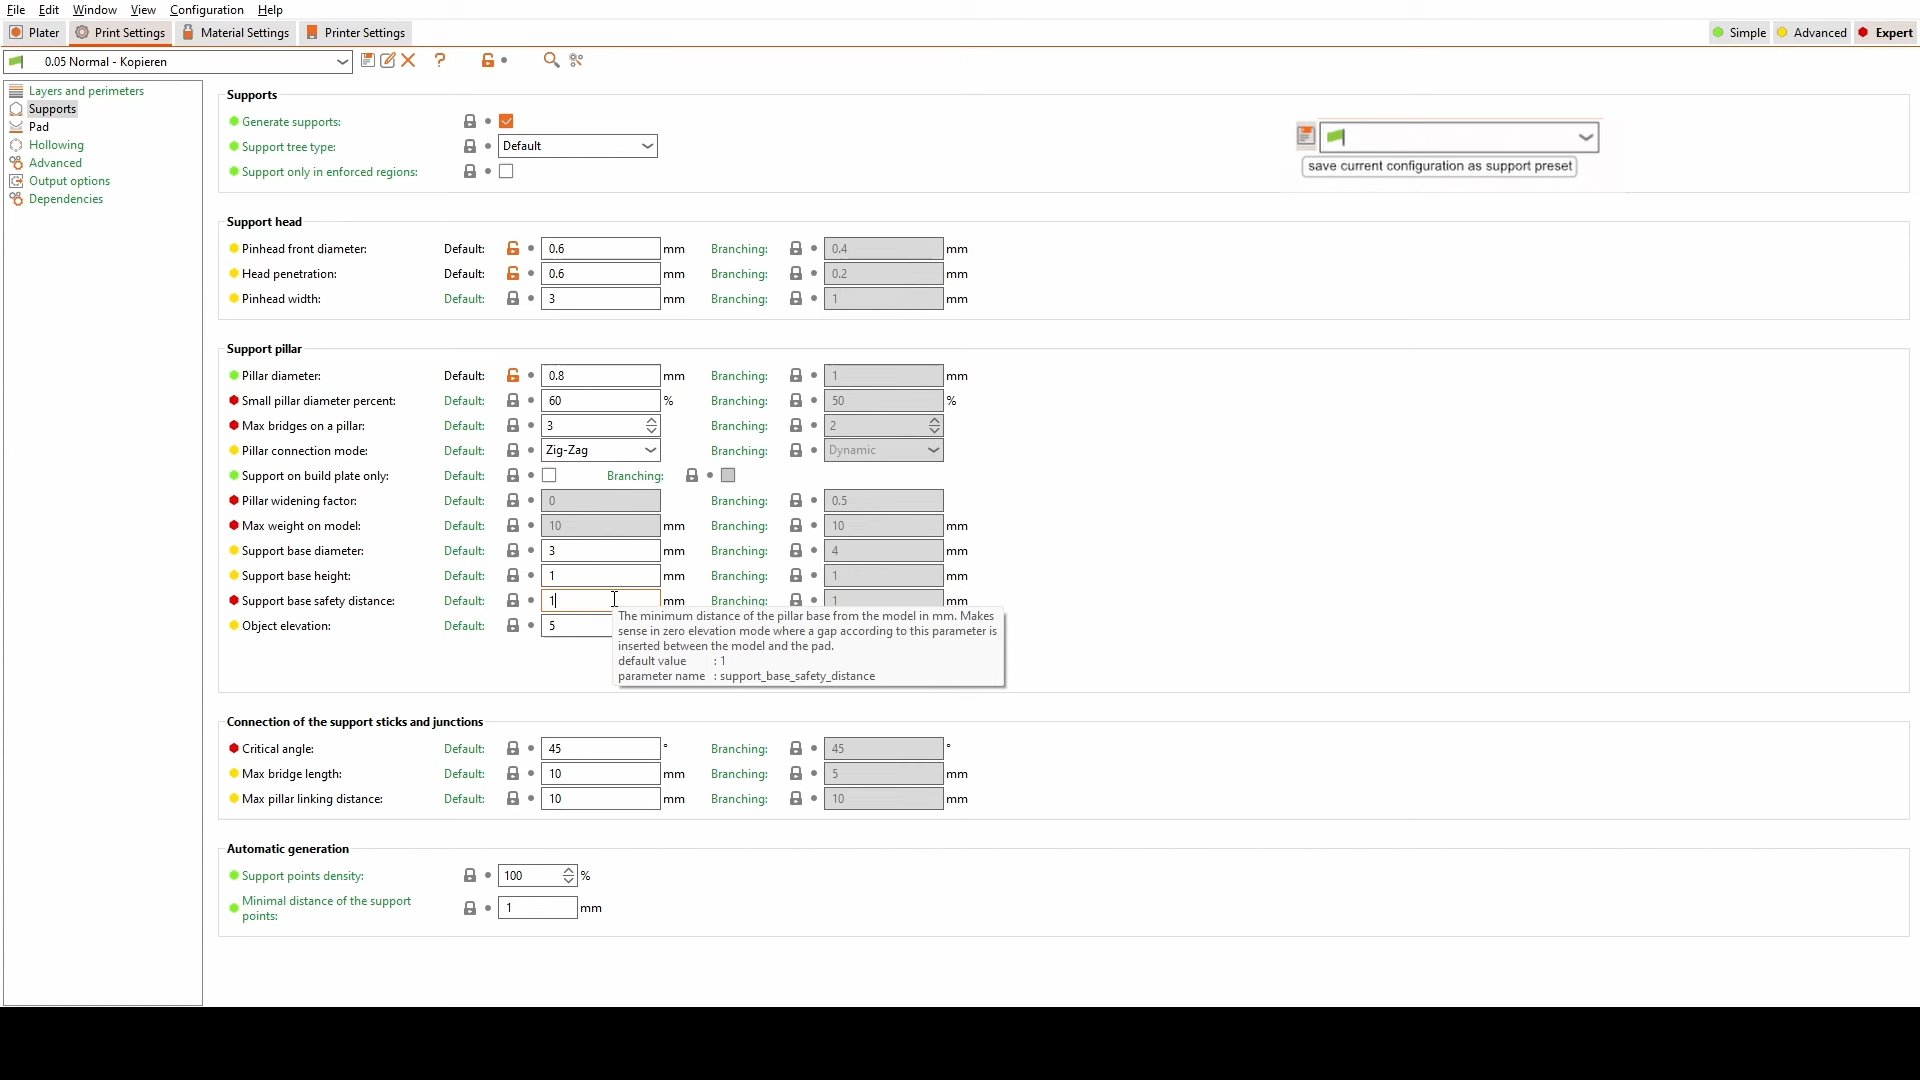 File Edit Window View Configuration Help
Plater Print Settings Material Settings Printer Settings Simple Advanced Expert
0.05 Normal - Kopieren ?
Layers and perimeters
Supports
Pad
Hollowing
Advanced
Output options
Dependencies
Supports
Generate supports:
Support tree type: Default
Support only in enforced regions:
save current configuration as support preset
Support head
Pinhead front diameter: Default: 0.6 mm Branching: 0.4 mm
Head penetration: Default: 0.6 mm Branching: 0.2 mm
Pinhead width: Default: 3 mm Branching: 1 mm
Support pillar
Pillar diameter: Default: 0.8 mm Branching: 1 mm
Small pillar diameter percent: Default: 60 % Branching: 50 %
Max bridges on a pillar: Default: 3 Branching: 2
Pillar connection mode: Default: Zig-Zag Branching: Dynamic
Support on build plate only: Default: Branching:
Pillar widening factor: Default: 0 Branching: 0.5
Max weight on model: Default: 10 mm Branching: 10 mm
Support base diameter: Default: 3 mm Branching: 4 mm
Support base height: Default: 1 mm Branching: 1 mm
Support base safety distance: Default: 1 mm Branching: 1 mm
Object elevation: Default: 5
The minimum distance of the pillar base from the model in mm. Makes
sense in zero elevation mode where a gap according to this parameter is
inserted between the model and the pad.
default value : 1
parameter name : support_base_safety_distance
Connection of the support sticks and junctions
Critical angle: Default: 45 ° Branching: 45 °
Max bridge length: Default: 10 mm Branching: 5 mm
Max pillar linking distance: Default: 10 mm Branching: 10 mm
Automatic generation
Support points density: 100 %
Minimal distance of the support
points: 1 mm